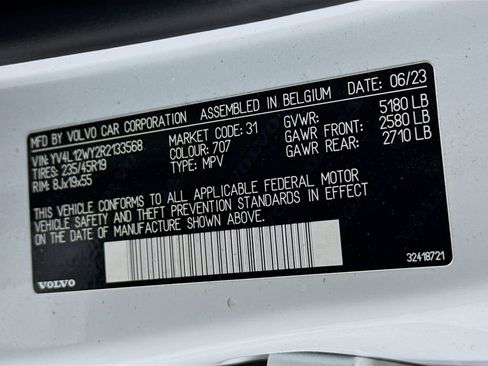 MFD BY VOLVO CAR CORPORATION ASSEMBLED IN BELGIUM DATE: 06/23
VIN: YV4L12WY2R2133568 MARKET CODE: 31 GVWR: 5180 LB
TIRES: 235/45R19 COLOUR: 707 GAWR FRONT: 2580 LB
RIM: 8Jx19x55 TYPE: MPV GAWR REAR: 2710 LB
THIS VEHICLE CONFORMS TO ALL APPLICABLE FEDERAL MOTOR
VEHICLE SAFETY AND THEFT PREVENTION STANDARDS IN EFFECT
ON THE DATE OF MANUFACTURE SHOWN ABOVE.
VOLVO 32418721